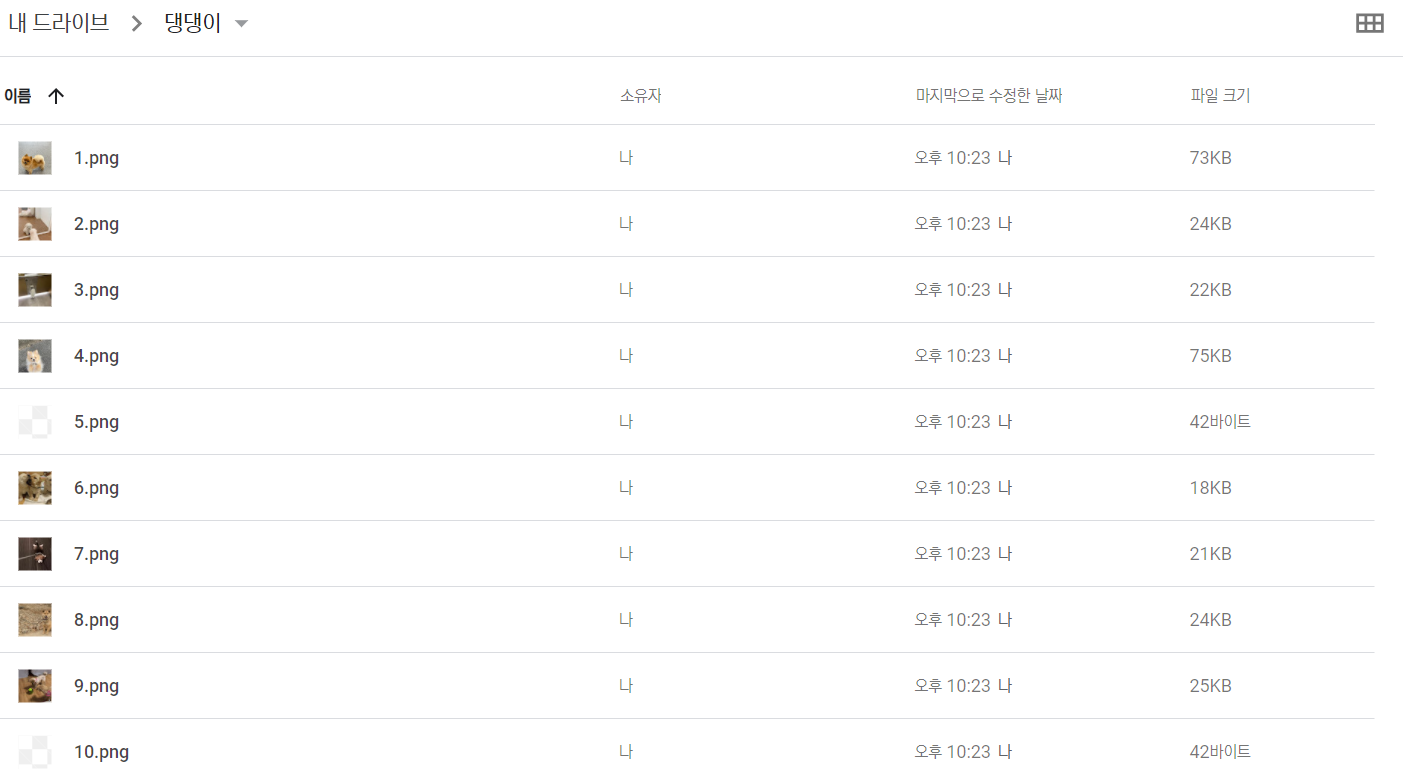 내 드라이브 > 댕댕이
이름 ↑ 소유자 마지막으로 수정한 날짜 파일 크기
1.png 나 오후 10:23 나 73KB
2.png 나 오후 10:23 나 24KB
3.png 나 오후 10:23 나 22KB
4.png 나 오후 10:23 나 75KB
5.png 나 오후 10:23 나 42바이트
6.png 나 오후 10:23 나 18KB
7.png 나 오후 10:23 나 21KB
8.png 나 오후 10:23 나 24KB
9.png 나 오후 10:23 나 25KB
10.png 나 오후 10:23 나 42바이트